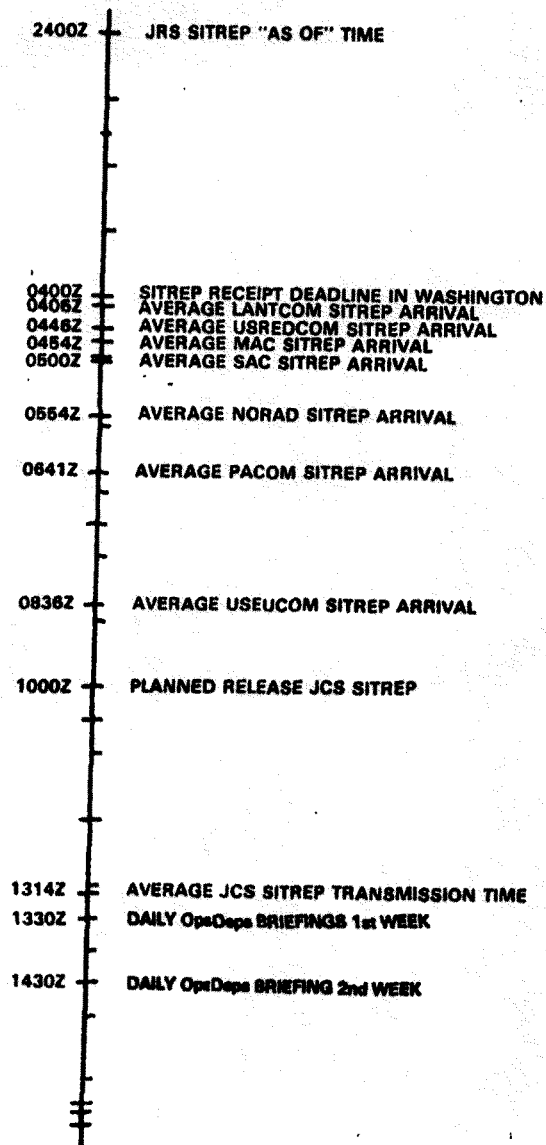 2400Z JRS SITREP "AS OF" TIME
0400Z SITREP RECEIPT DEADLINE IN WASHINGTON
0406Z AVERAGE LANTCOM SITREP ARRIVAL
0446Z AVERAGE USREDCOM SITREP ARRIVAL
0454Z AVERAGE MAC SITREP ARRIVAL
0500Z AVERAGE SAC SITREP ARRIVAL
0554Z AVERAGE NORAD SITREP ARRIVAL
0641Z AVERAGE PACOM SITREP ARRIVAL
0836Z AVERAGE USEUCOM SITREP ARRIVAL
1000Z PLANNED RELEASE JCS SITREP
1314Z AVERAGE JCS SITREP TRANSMISSION TIME
1330Z DAILY OpsDeps BRIEFINGS 1st WEEK
1430Z DAILY OpsDeps BRIEFING 2nd WEEK